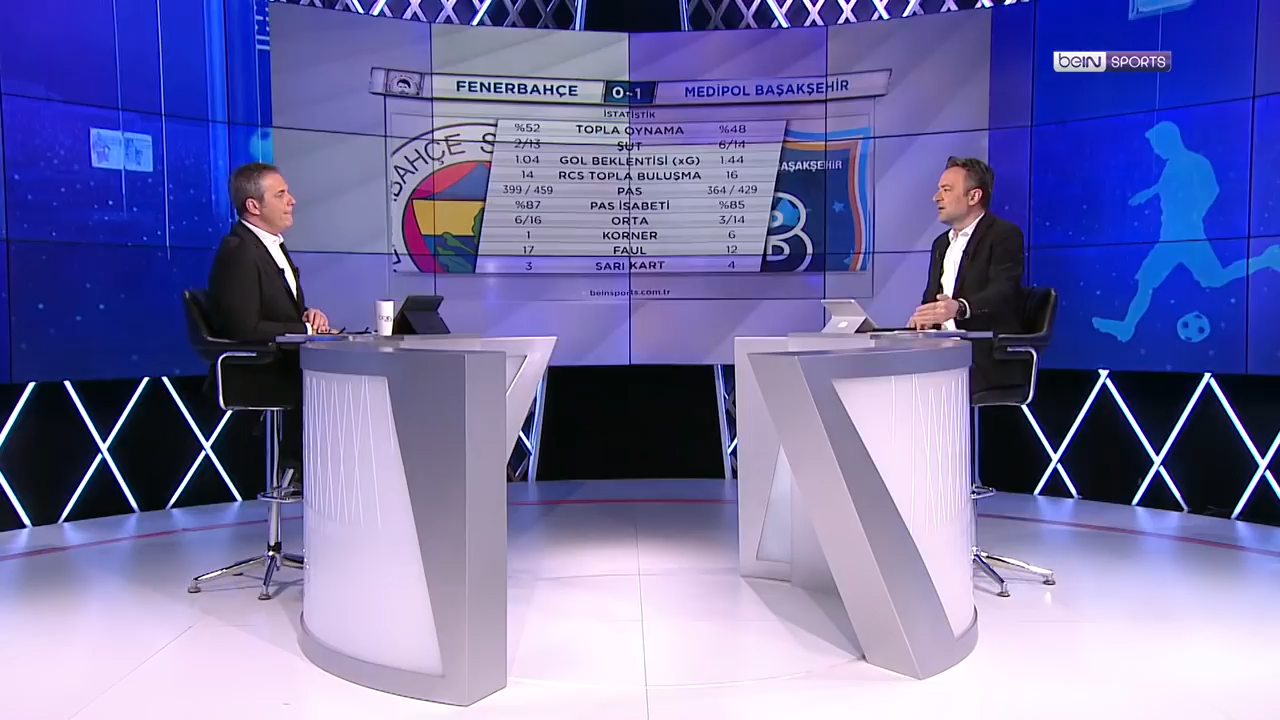 beIN SPORTS
FENERBAHÇE 0-1 MEDİPOL BAŞAKŞEHİR
İSTATİSTİK
%52 TOPLA OYNAMA %48
2/13 ŞUT 6/14
1.04 GOL BEKLENTİSİ (xG) 1.44
14 RCS TOPLA BULUŞMA 16
399 / 459 PAS 364 / 429
%87 PAS İSABETİ %85
6/16 ORTA 3/14
1 KORNER 6
17 FAUL 12
3 SARI KART 4
BAHÇE S
BAŞAKŞEHİR
beinsports.com.tr